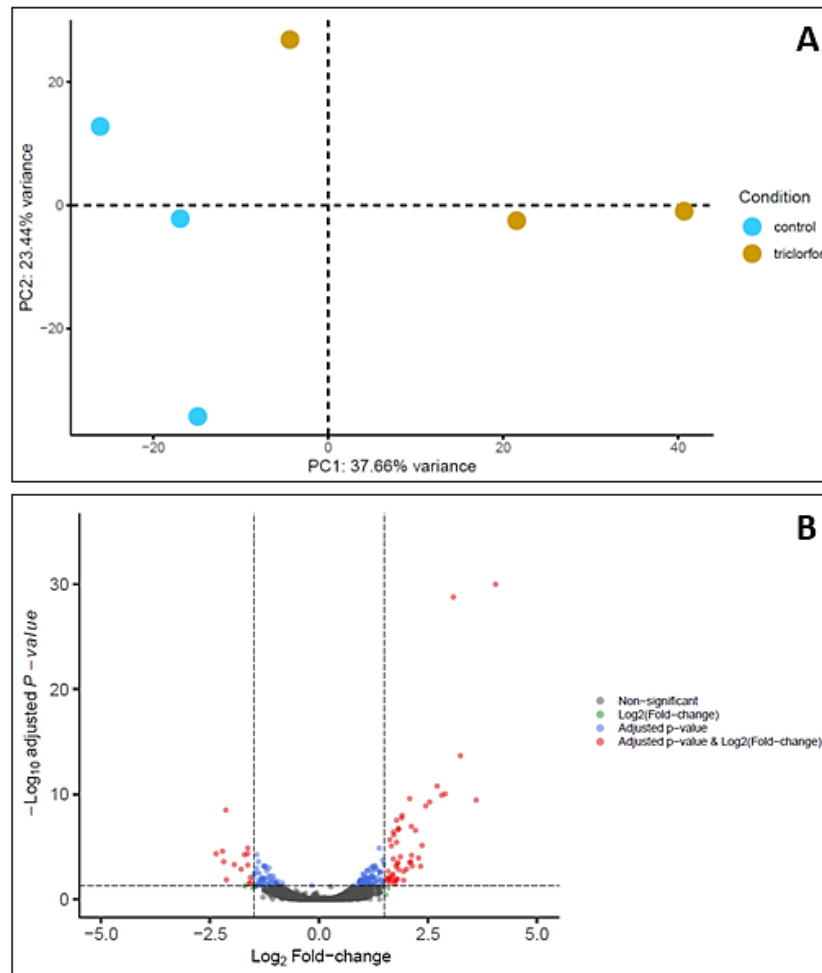 A
20
0
−20
PC2: 23.44% variance
−20
0
20
40
PC1: 37.66% variance
Condition
control
triclorfon
B
30
20
10
0
−Log10 adjusted P − value
−5.0
−2.5
0.0
2.5
5.0
Log2 Fold−change
Non−significant
Log2(Fold−change)
Adjusted p−value
Adjusted p−value & Log2(Fold−change)